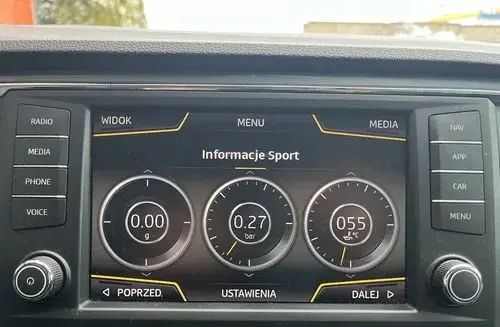 RADIO
MEDIA
PHONE
VOICE
WIDOK
MENU
MEDIA
Informacje Sport
0.00
g
0.27
bar
055
°C
◁ POPRZED.
USTAWIENIA
DALEJ ▷
NAV
APP
CAR
MENU